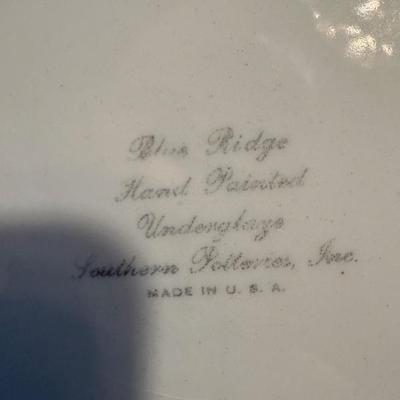 Blue Ridge
Hand Painted
Underglaze
Southern Potteries, Inc.
MADE IN U. S. A.